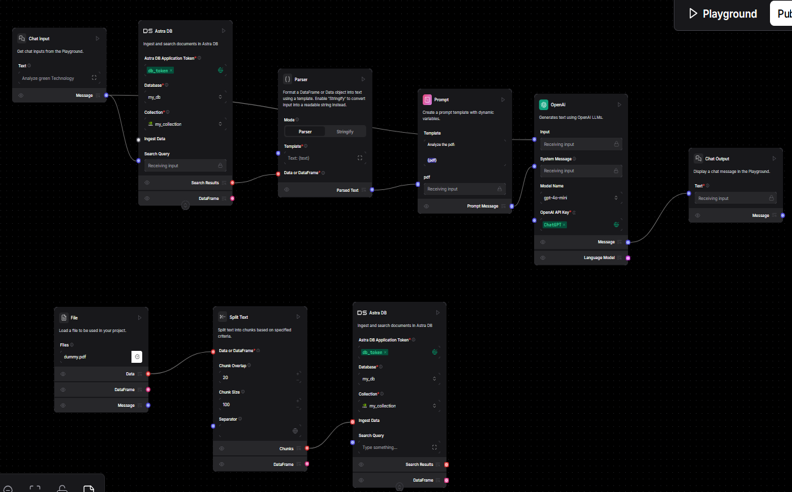 Playground
Pub
Chat Input
Get chat inputs from the Playground.
Text
Analyze green Technology
Message
Astra DB
Ingest and search documents in Astra DB
Astra DB Application Token*
db_token
Database*
my_db
Collection*
my_collection
Ingest Data
Search Query
Receiving input
Search Results
DataFrame
Parser
Format a DataFrame or Data object into text
using a template. Enable "Stringify" to convert
input into a readable string instead.
Mode
Parser
Stringify
Template*
Text: {text}
Data or DataFrame*
Parsed Text
Prompt
Create a prompt template with dynamic
variables.
Template
Analyze the pdf:
{pdf}
pdf
Receiving input
Prompt Message
OpenAI
Generates text using OpenAI LLMs.
Input
Receiving input
System Message
Receiving input
Model Name
gpt-4o-mini
OpenAI API Key*
ChatGPT
Message
Language Model
Chat Output
Display a chat message in the Playground.
Text*
Receiving input
Message
File
Load a file to be used in your project.
Files
dummy.pdf
Data
DataFrame
Message
Split Text
Split text into chunks based on specified
criteria.
Data or DataFrame*
Chunk Overlap
20
Chunk Size
100
Separator
Chunks
DataFrame
Astra DB
Ingest and search documents in Astra DB
Astra DB Application Token*
db_token
Database*
my_db
Collection*
my_collection
Ingest Data
Search Query
Type something...
Search Results
DataFrame